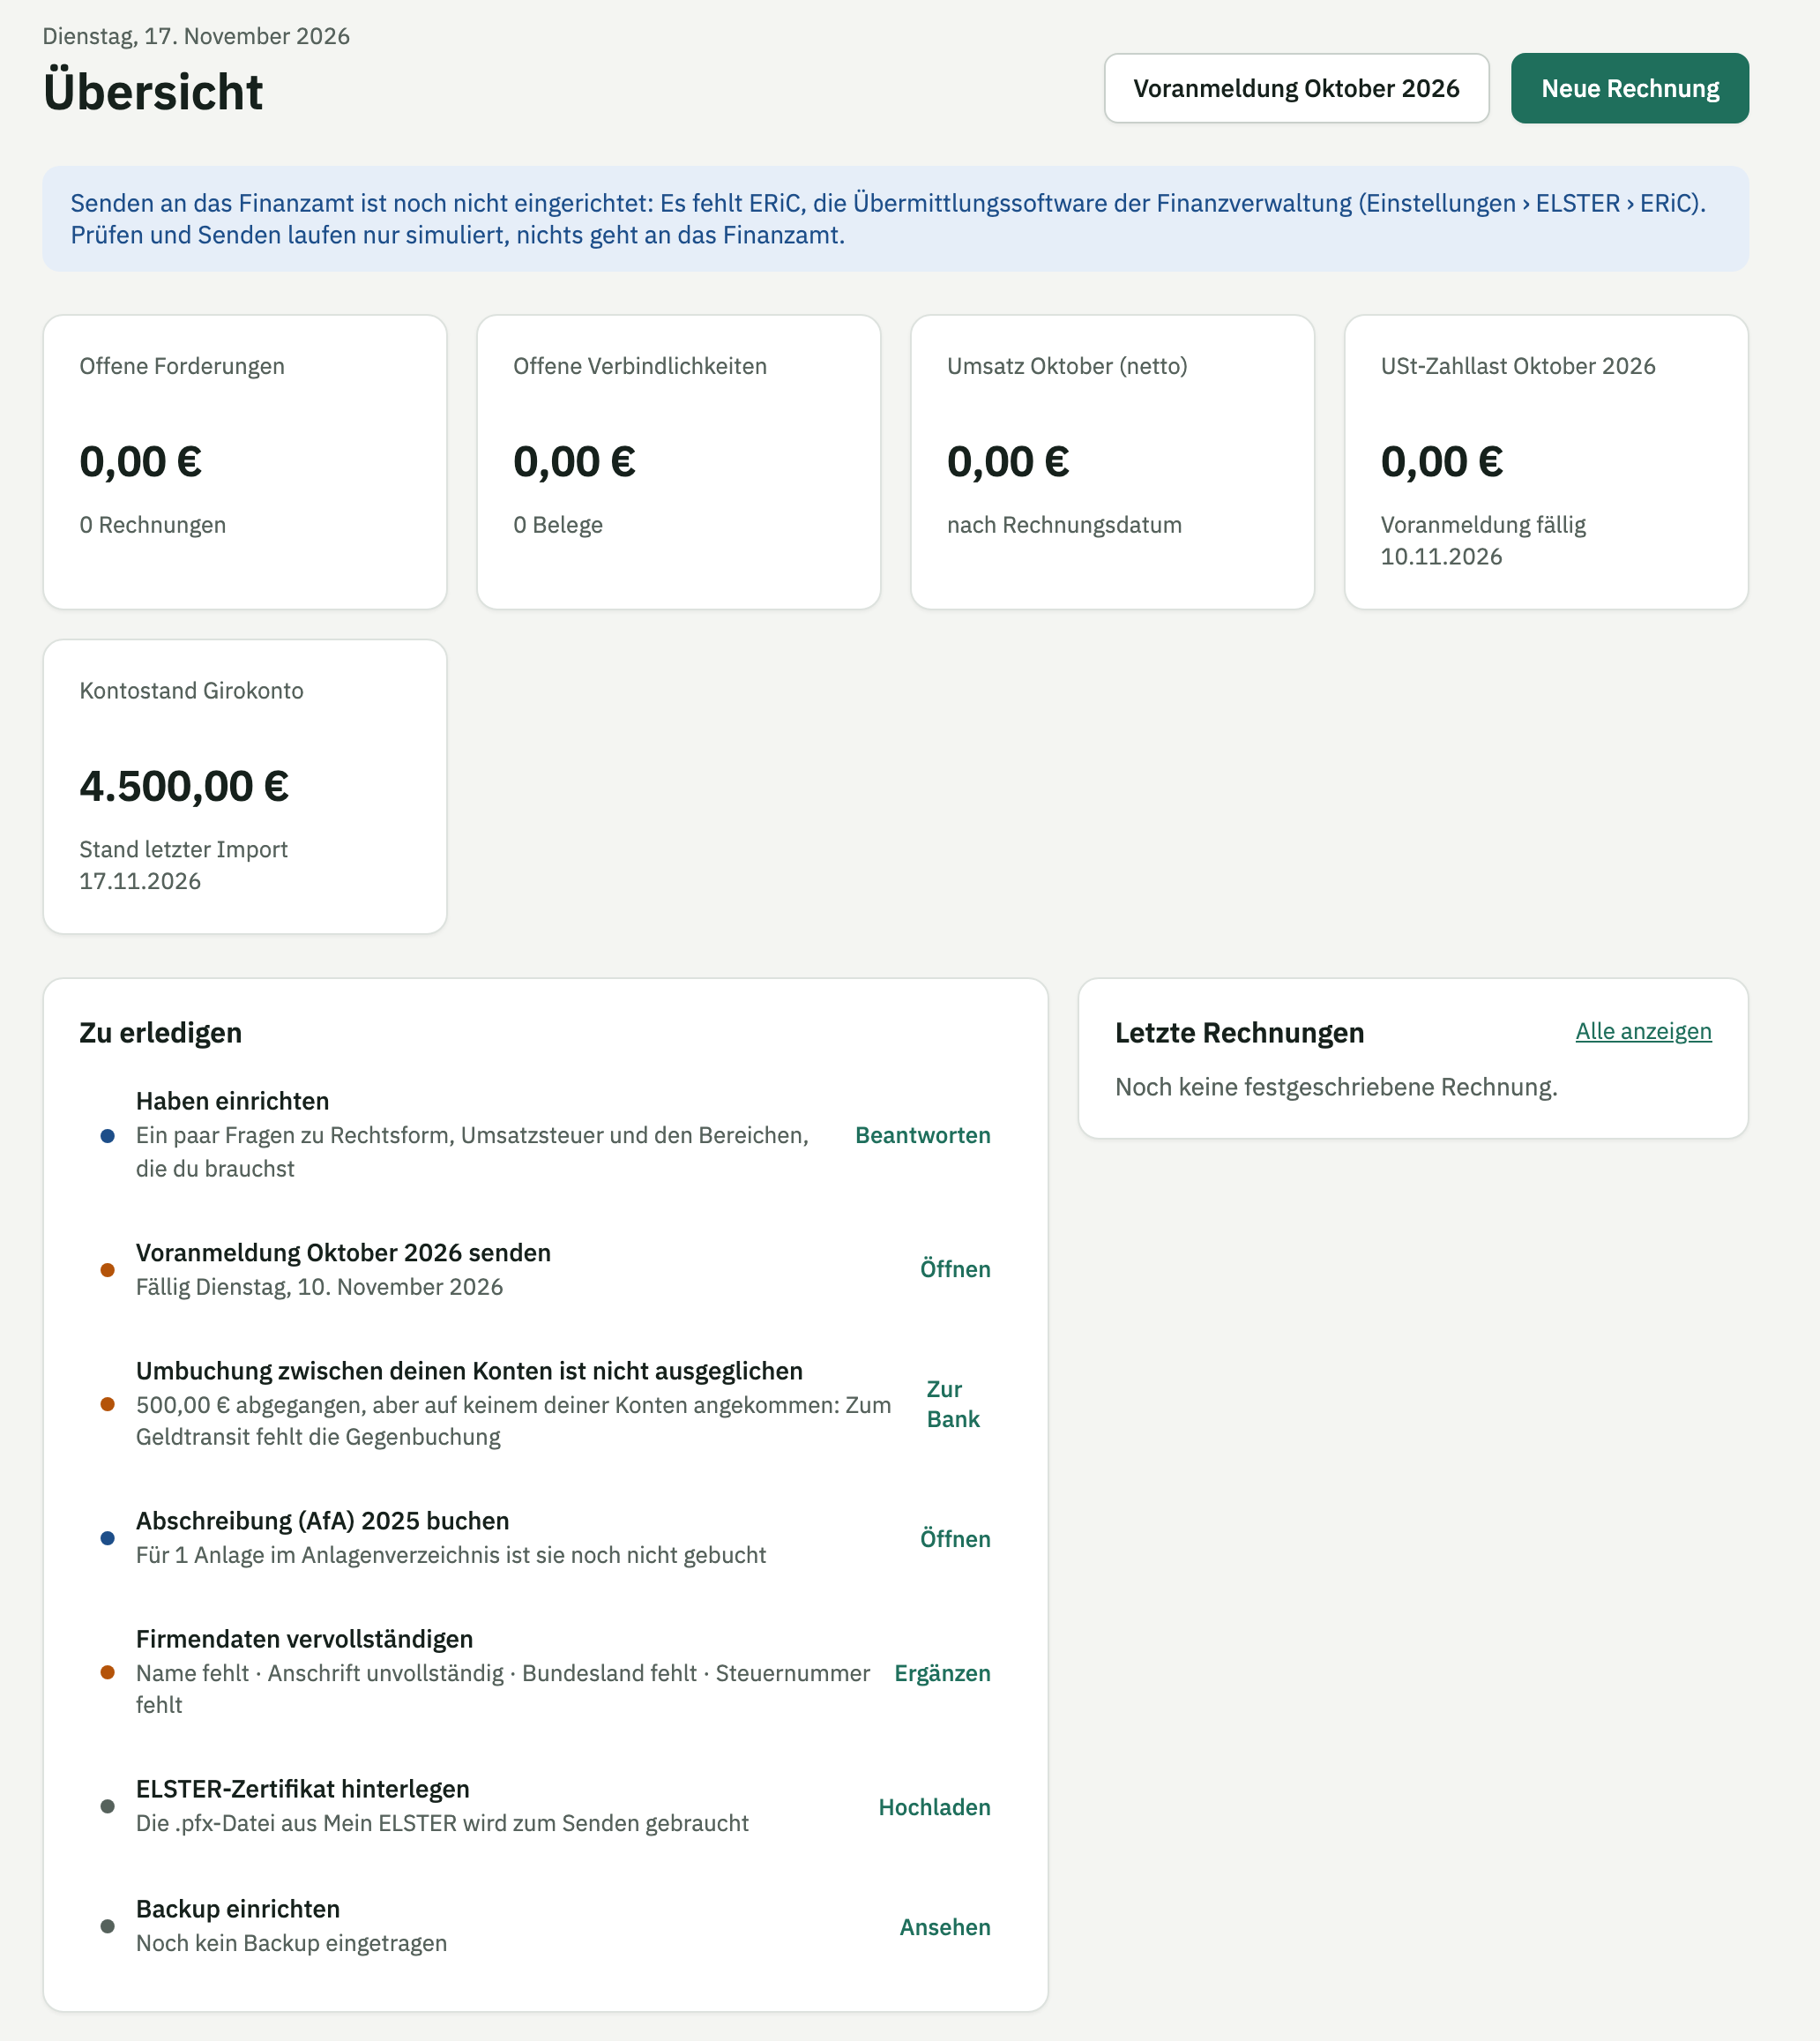 Dienstag, 17. November 2026
Übersicht
Voranmeldung Oktober 2026
Neue Rechnung
Senden an das Finanzamt ist noch nicht eingerichtet: Es fehlt ERiC, die Übermittlungssoftware der Finanzverwaltung (Einstellungen › ELSTER › ERiC).
Prüfen und Senden laufen nur simuliert, nichts geht an das Finanzamt.
Offene Forderungen
0,00 €
0 Rechnungen
Offene Verbindlichkeiten
0,00 €
0 Belege
Umsatz Oktober (netto)
0,00 €
nach Rechnungsdatum
USt-Zahllast Oktober 2026
0,00 €
Voranmeldung fällig
10.11.2026
Kontostand Girokonto
4.500,00 €
Stand letzter Import
17.11.2026
Zu erledigen
Haben einrichten
Ein paar Fragen zu Rechtsform, Umsatzsteuer und den Bereichen,
die du brauchst
Beantworten
Voranmeldung Oktober 2026 senden
Fällig Dienstag, 10. November 2026
Öffnen
Umbuchung zwischen deinen Konten ist nicht ausgeglichen
500,00 € abgegangen, aber auf keinem deiner Konten angekommen: Zum
Geldtransit fehlt die Gegenbuchung
Zur
Bank
Abschreibung (AfA) 2025 buchen
Für 1 Anlage im Anlagenverzeichnis ist sie noch nicht gebucht
Öffnen
Firmendaten vervollständigen
Name fehlt · Anschrift unvollständig · Bundesland fehlt · Steuernummer
fehlt
Ergänzen
ELSTER-Zertifikat hinterlegen
Die .pfx-Datei aus Mein ELSTER wird zum Senden gebraucht
Hochladen
Backup einrichten
Noch kein Backup eingetragen
Ansehen
Letzte Rechnungen
Alle anzeigen
Noch keine festgeschriebene Rechnung.